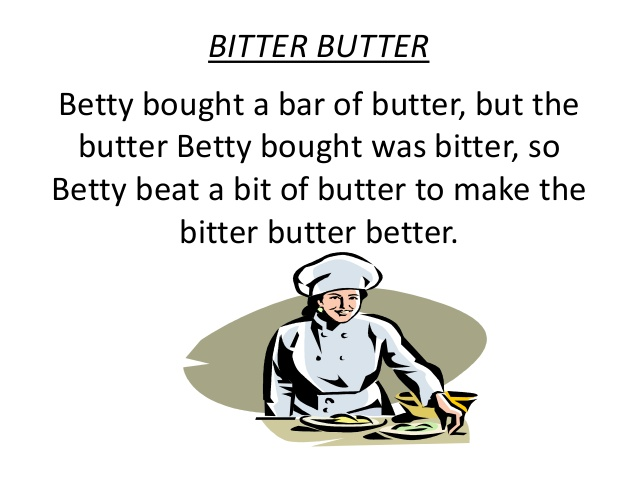 BITTER BUTTER
Betty bought a bar of butter, but the
butter Betty bought was bitter, so
Betty beat a bit of butter to make the
bitter butter better.